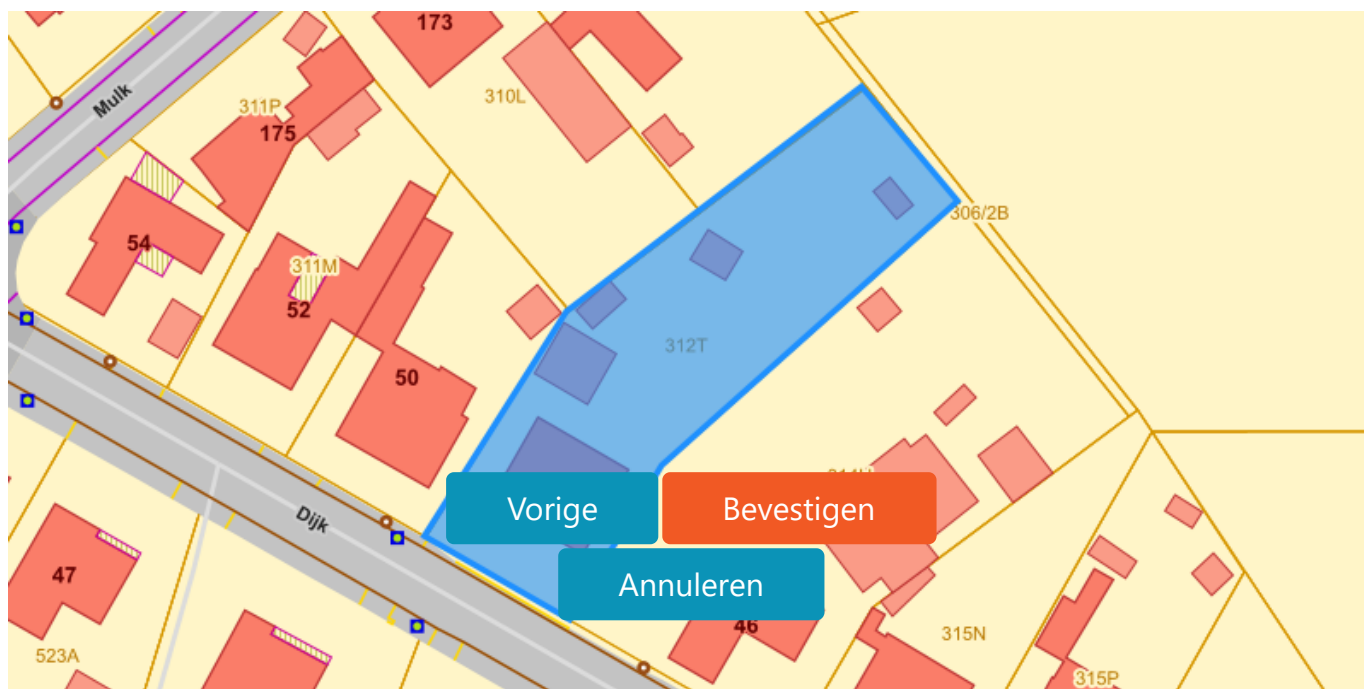 173
Mulk
310L
311P
175
306/2B
54
311M
52
312T
50
Vorige
Bevestigen
Dijk
47
Annuleren
46
315N
523A
315P